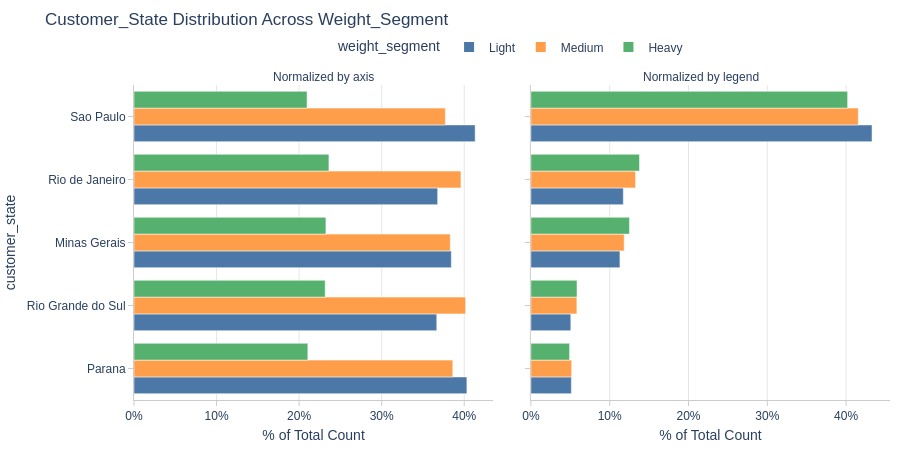 Customer_State Distribution Across Weight_Segment
weight_segment Light Medium Heavy
Normalized by axis
Normalized by legend
customer_state
Sao Paulo
Rio de Janeiro
Minas Gerais
Rio Grande do Sul
Parana
0% 10% 20% 30% 40%
% of Total Count
0% 10% 20% 30% 40%
% of Total Count